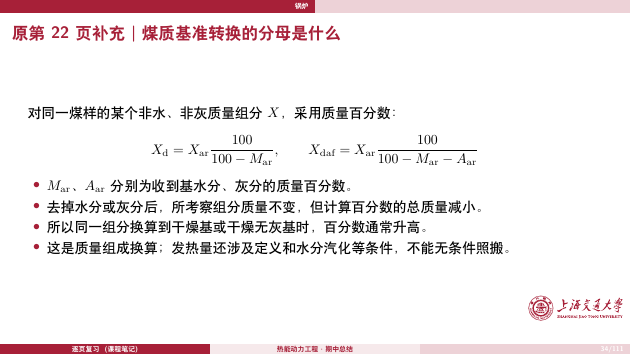 锅炉
原第 22 页补充 | 煤质基准转换的分母是什么
对同一煤样的某个非水、非灰质量组分 X，采用质量百分数：
X_d = X_ar 100/(100 − M_ar), X_daf = X_ar 100/(100 − M_ar − A_ar)
• M_ar、A_ar 分别为收到基水分、灰分的质量百分数。
• 去掉水分或灰分后，所考察组分质量不变，但计算百分数的总质量减小。
• 所以同一组分换算到干燥基或干燥无灰基时，百分数通常升高。
• 这是质量组成换算；发热量还涉及定义和水分汽化等条件，不能无条件照搬。
上海交通大学
SHANGHAI JIAO TONG UNIVERSITY
逐页复习（课程笔记）
热能动力工程 · 期中总结